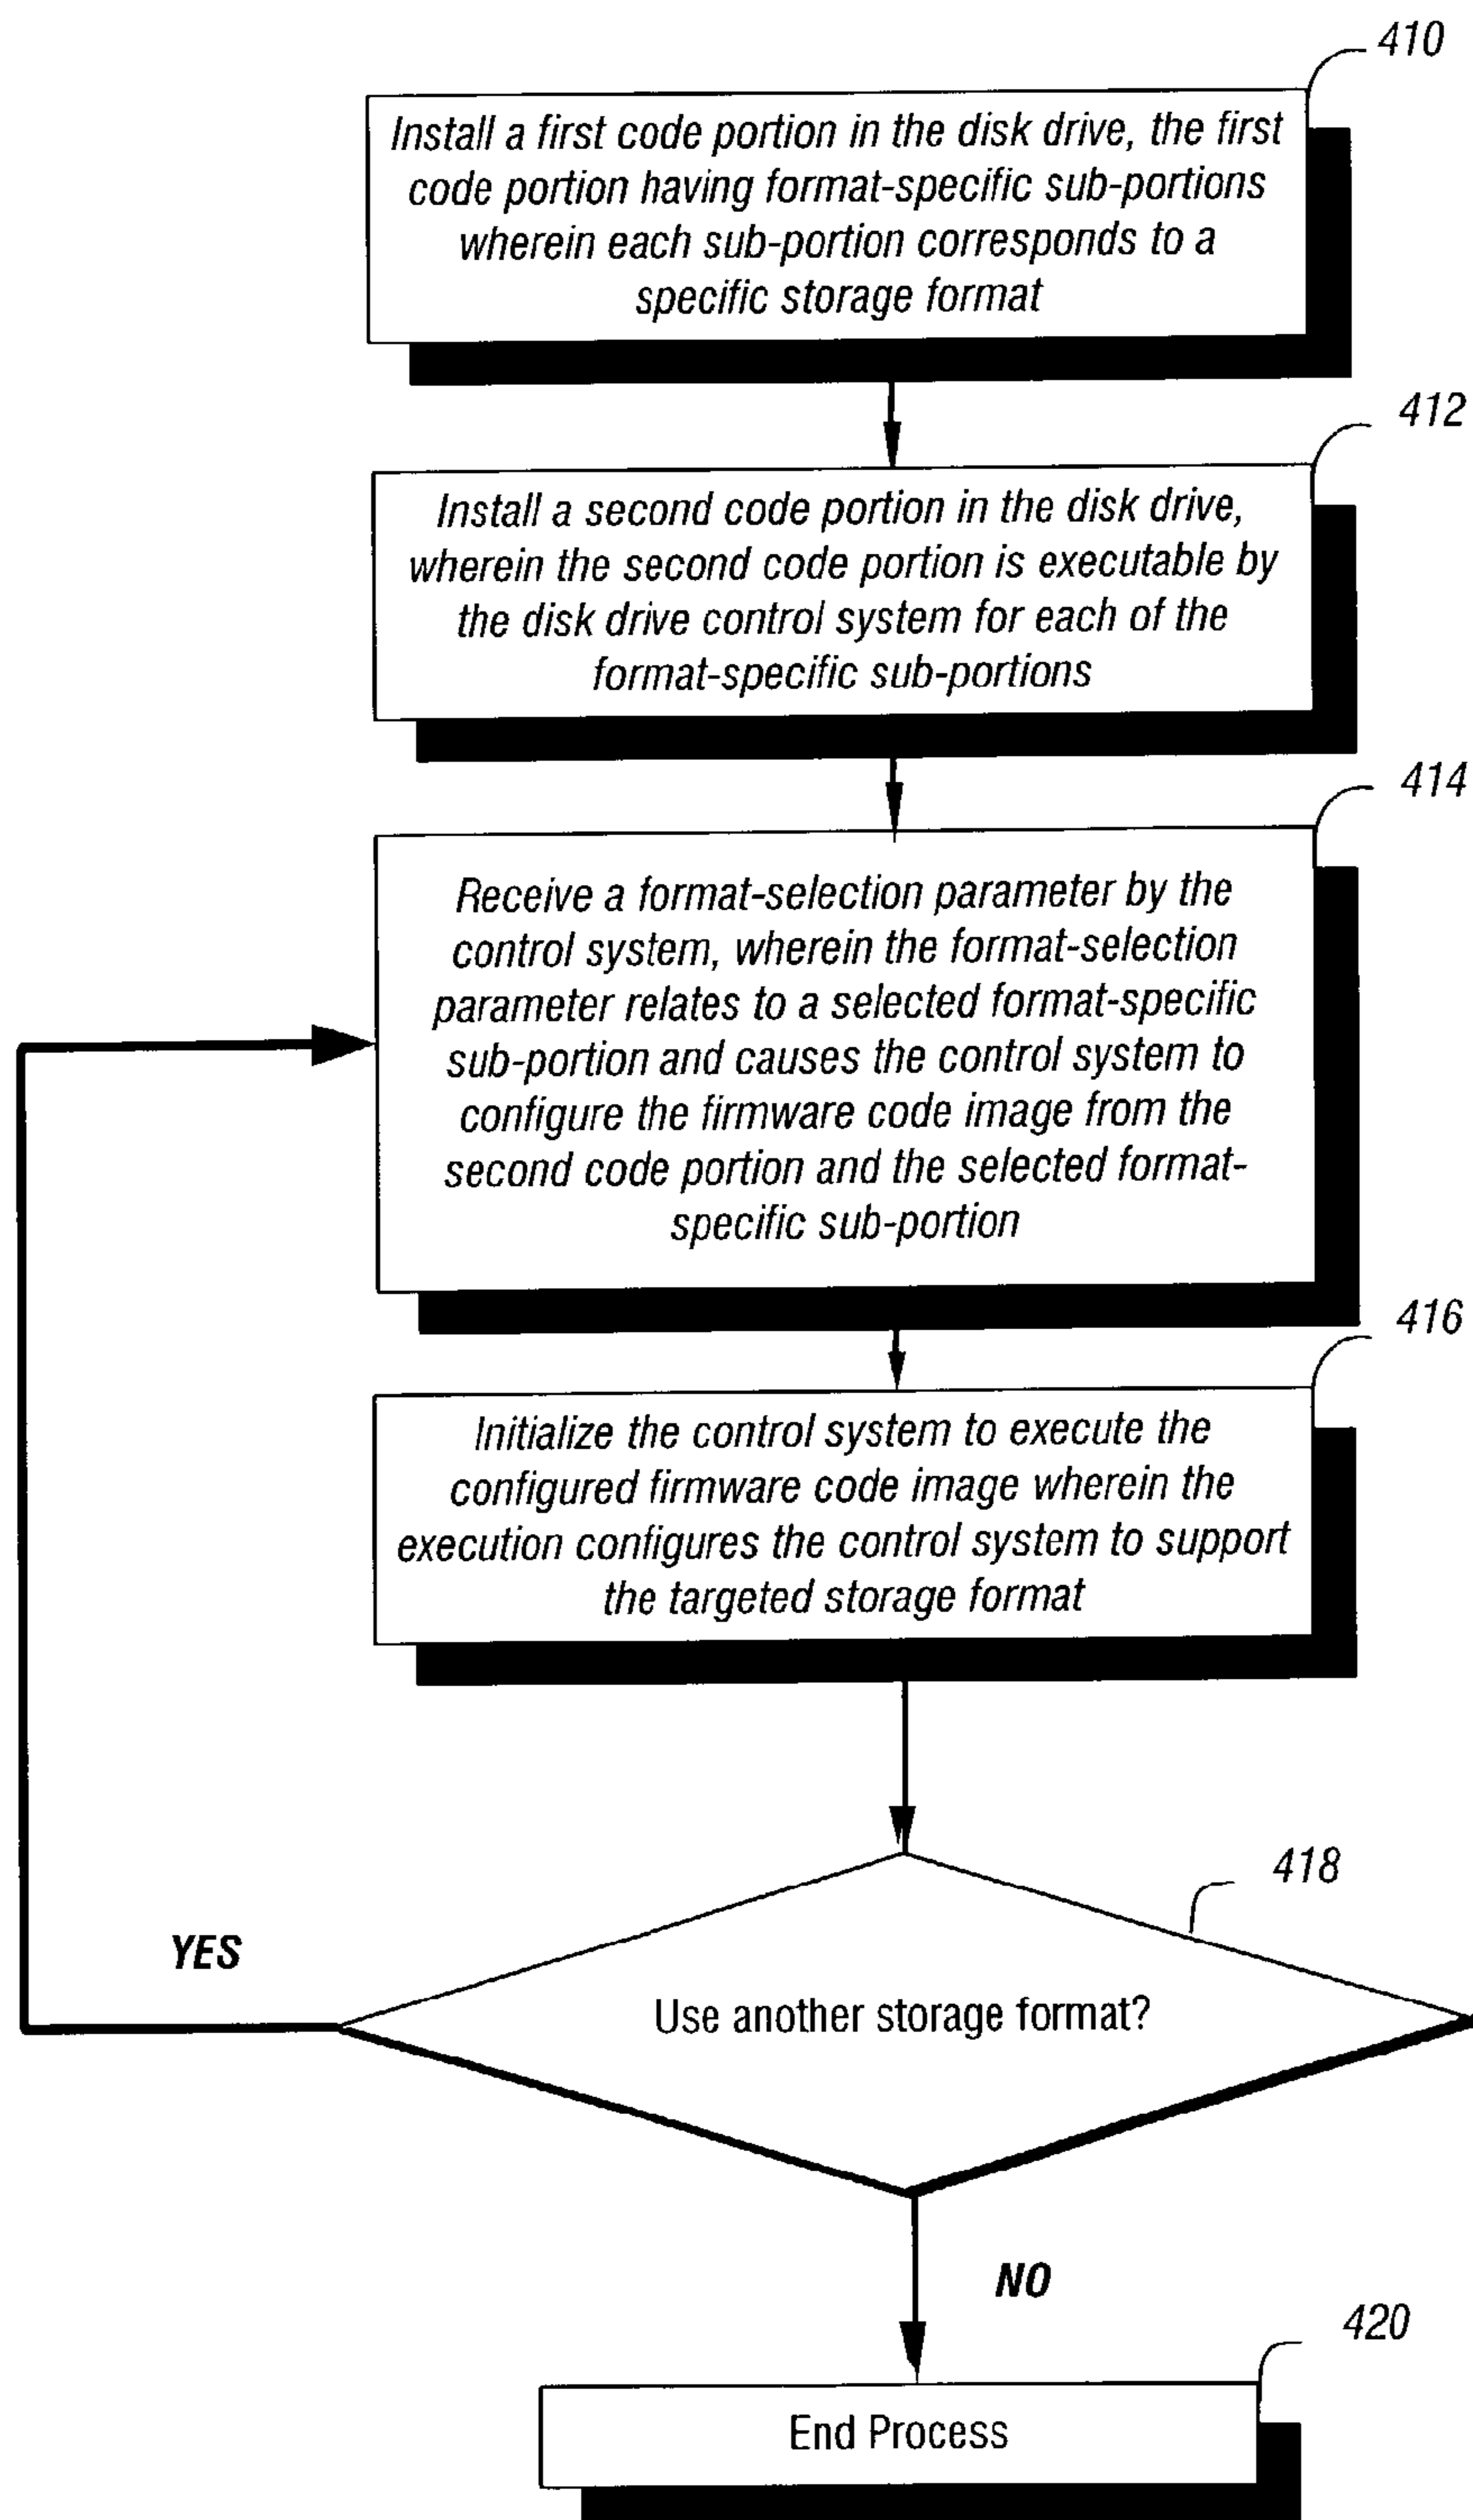 410
Install a first code portion in the disk drive, the first
code portion having format-specific sub-portions
wherein each sub-portion corresponds to a
specific storage format
412
Install a second code portion in the disk drive,
wherein the second code portion is executable by
the disk drive control system for each of the
format-specific sub-portions
414
Receive a format-selection parameter by the
control system, wherein the format-selection
parameter relates to a selected format-specific
sub-portion and causes the control system to
configure the firmware code image from the
second code portion and the selected format-
specific sub-portion
416
Initialize the control system to execute the
configured firmware code image wherein the
execution configures the control system to support
the targeted storage format
418
YES
Use another storage format?
NO
420
End Process